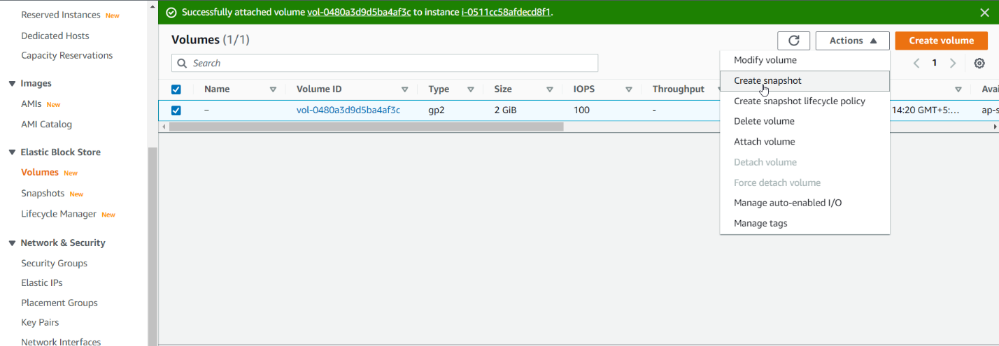 Reserved Instances New
Dedicated Hosts
Capacity Reservations
Images
AMIs New
AMI Catalog
Elastic Block Store
Volumes New
Snapshots New
Lifecycle Manager New
Network & Security
Security Groups
Elastic IPs
Placement Groups
Key Pairs
Network Interfaces
Successfully attached volume vol-0480a3d9d5ba4af3c to instance i-0511cc58afdecd8f1.
Volumes (1/1)
Actions
Create volume
Search
1
Name Volume ID Type Size IOPS Throughput Avai
– vol-0480a3d9d5ba4af3c gp2 2 GiB 100 - 14:20 GMT+5:... ap-s
Modify volume
Create snapshot
Create snapshot lifecycle policy
Delete volume
Attach volume
Detach volume
Force detach volume
Manage auto-enabled I/O
Manage tags